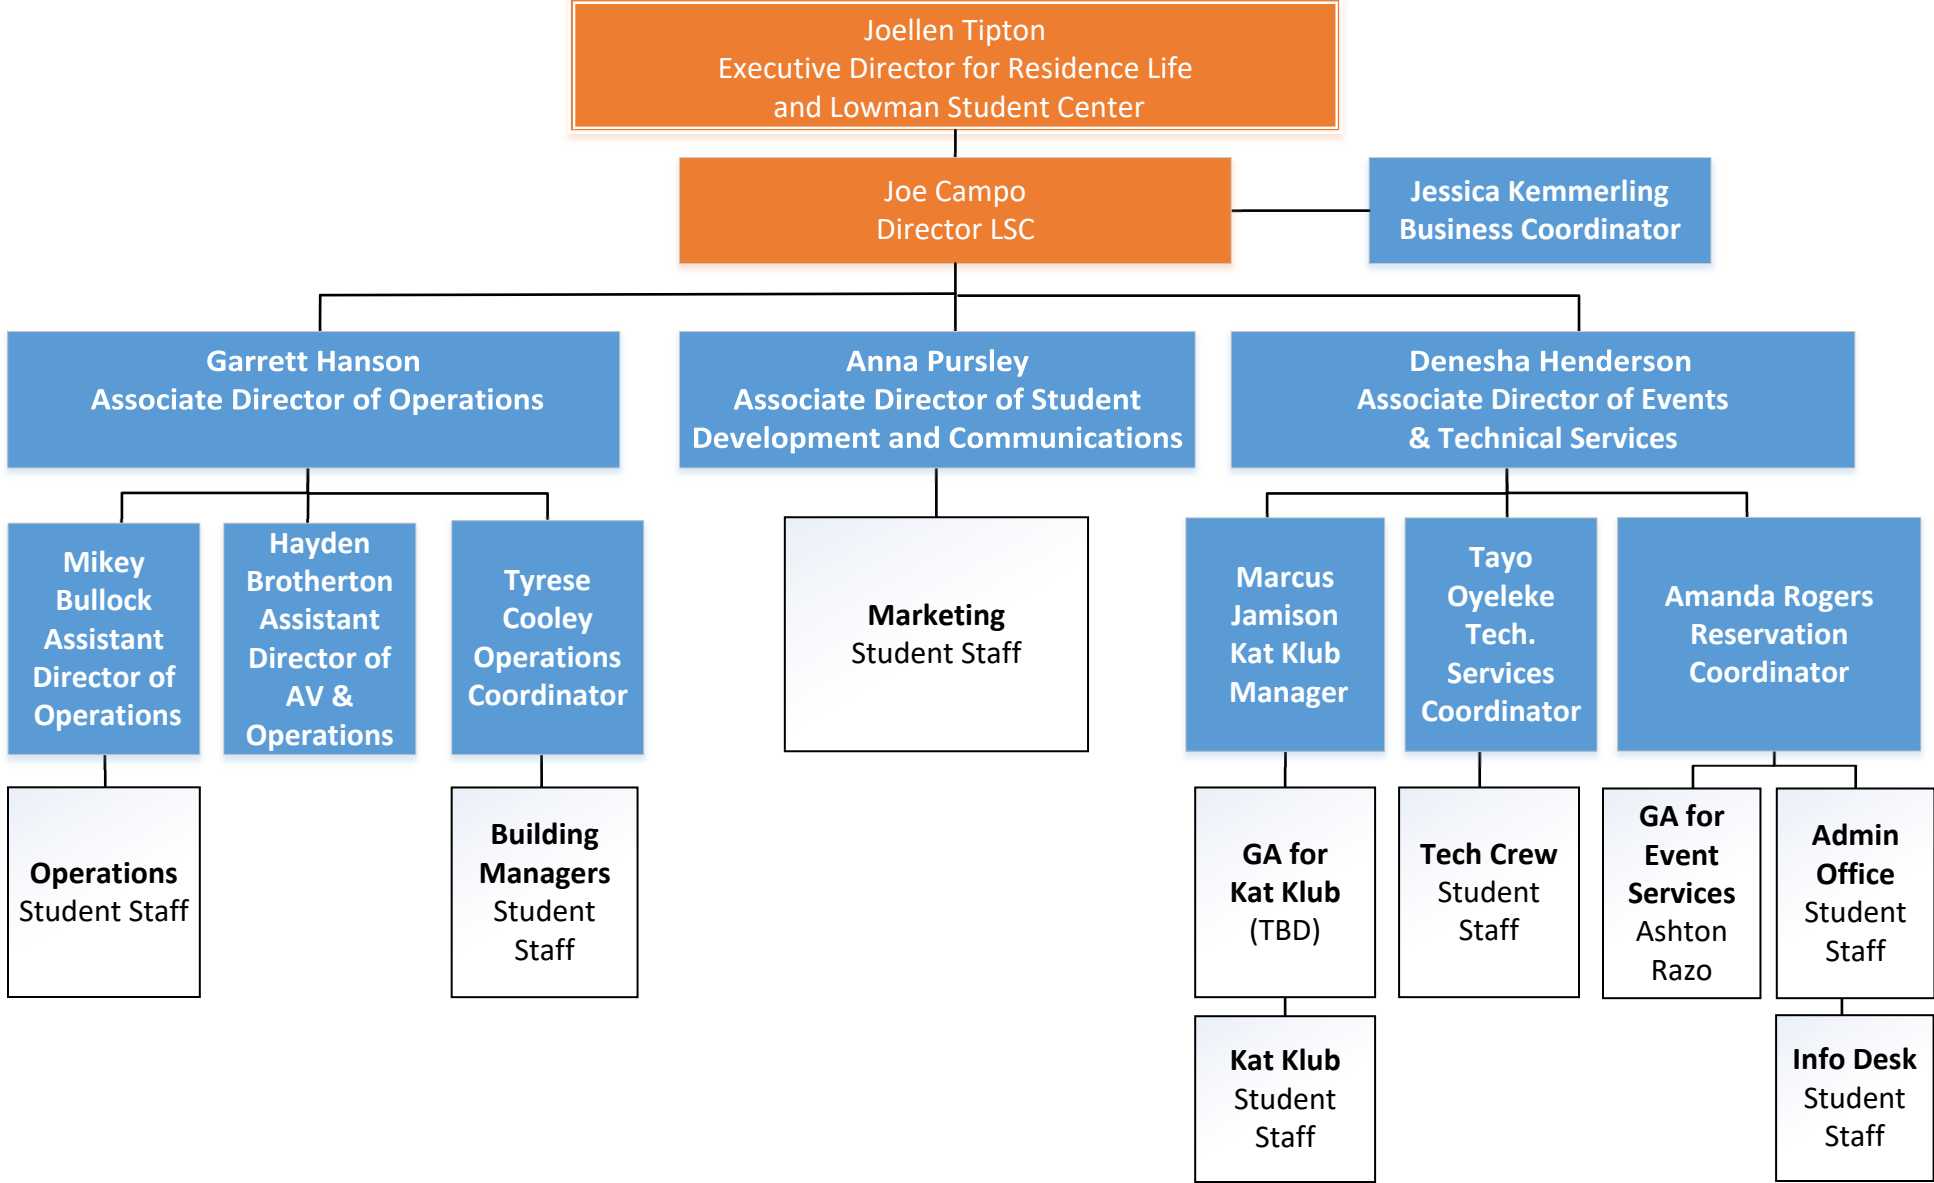 Joellen Tipton
Executive Director for Residence Life
and Lowman Student Center
Joe Campo
Director LSC
Jessica Kemmerling
Business Coordinator
Garrett Hanson
Associate Director of Operations
Anna Pursley
Associate Director of Student
Development and Communications
Denesha Henderson
Associate Director of Events
& Technical Services
Mikey
Bullock
Assistant
Director of
Operations
Hayden
Brotherton
Assistant
Director of
AV &
Operations
Tyrese
Cooley
Operations
Coordinator
Marketing
Student Staff
Marcus
Jamison
Kat Klub
Manager
Tayo
Oyeleke
Tech.
Services
Coordinator
Amanda Rogers
Reservation
Coordinator
Operations
Student Staff
Building
Managers
Student
Staff
GA for
Kat Klub
(TBD)
Tech Crew
Student
Staff
GA for
Event
Services
Ashton
Razo
Admin
Office
Student
Staff
Kat Klub
Student
Staff
Info Desk
Student
Staff